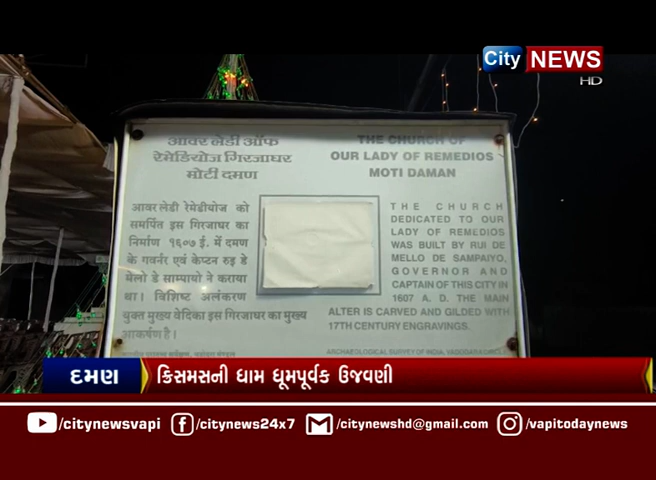 City NEWS
HD
आवर लेडी ऑफ
रेमेडियोज गिरजाघर
मोटी दमण
THE CHURCH OF
OUR LADY OF REMEDIOS
MOTI DAMAN
आवर लेडी रेमेडीयोज को
समर्पित इस गिरजाघर का
निर्माण १६०७ ई. में दमण
के गवर्नर एवं केप्टन रुइ डे
मेलो डे साम्पायो ने कराया
था। विशिष्ट अलंकरण
युक्त मुख्य वेदिका इस गिरजाघर का मुख्य
आकर्षण है।
THE CHURCH
DEDICATED TO OUR
LADY OF REMEDIOS
WAS BUILT BY RUI DE
MELLO DE SAMPAIYO,
GOVERNOR AND
CAPTAIN OF THIS CITY IN
1607 A. D. THE MAIN
ALTER IS CARVED AND GILDED WITH
17TH CENTURY ENGRAVINGS.
ARCHAEOLOGICAL SURVEY OF INDIA, VADODARA CIRCLE
દમણ
ક્રિસમસની ધામ ધૂમપૂર્વક ઉજવણી
/citynewsvapi
/citynews24x7
/citynewshd@gmail.com
/vapitodaynews